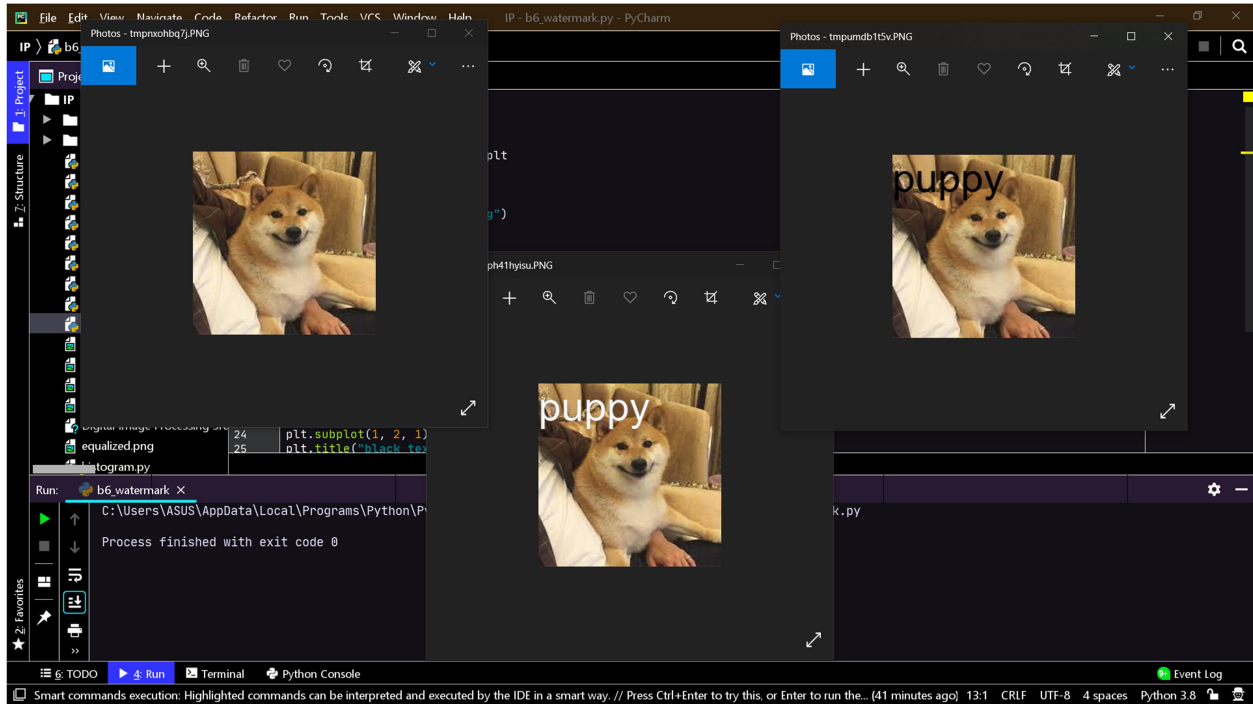 File Edit View Navigate Code Refactor Run Tools VCS Window Help IP - b6_watermark.py - PyCharm
IP
1: Project
7: Structure
2: Favorites
IP
Photos - tmpnxohbq7j.PNG
Photos - tmpumdb1t5v.PNG
puppy
plt
g")
ph41hyisu.PNG
puppy
equalized.png
togram.py
24 plt.subplot(1, 2, 1)
25 plt.title("black tex
Run: b6_watermark
C:\Users\ASUS\AppData\Local\Programs\Python\P
k.py
Process finished with exit code 0
6: TODO 4: Run Terminal Python Console Event Log
Smart commands execution: Highlighted commands can be interpreted and executed by the IDE in a smart way. // Press Ctrl+Enter to try this, or Enter to run the... (41 minutes ago) 13:1 CRLF UTF-8 4 spaces Python 3.8